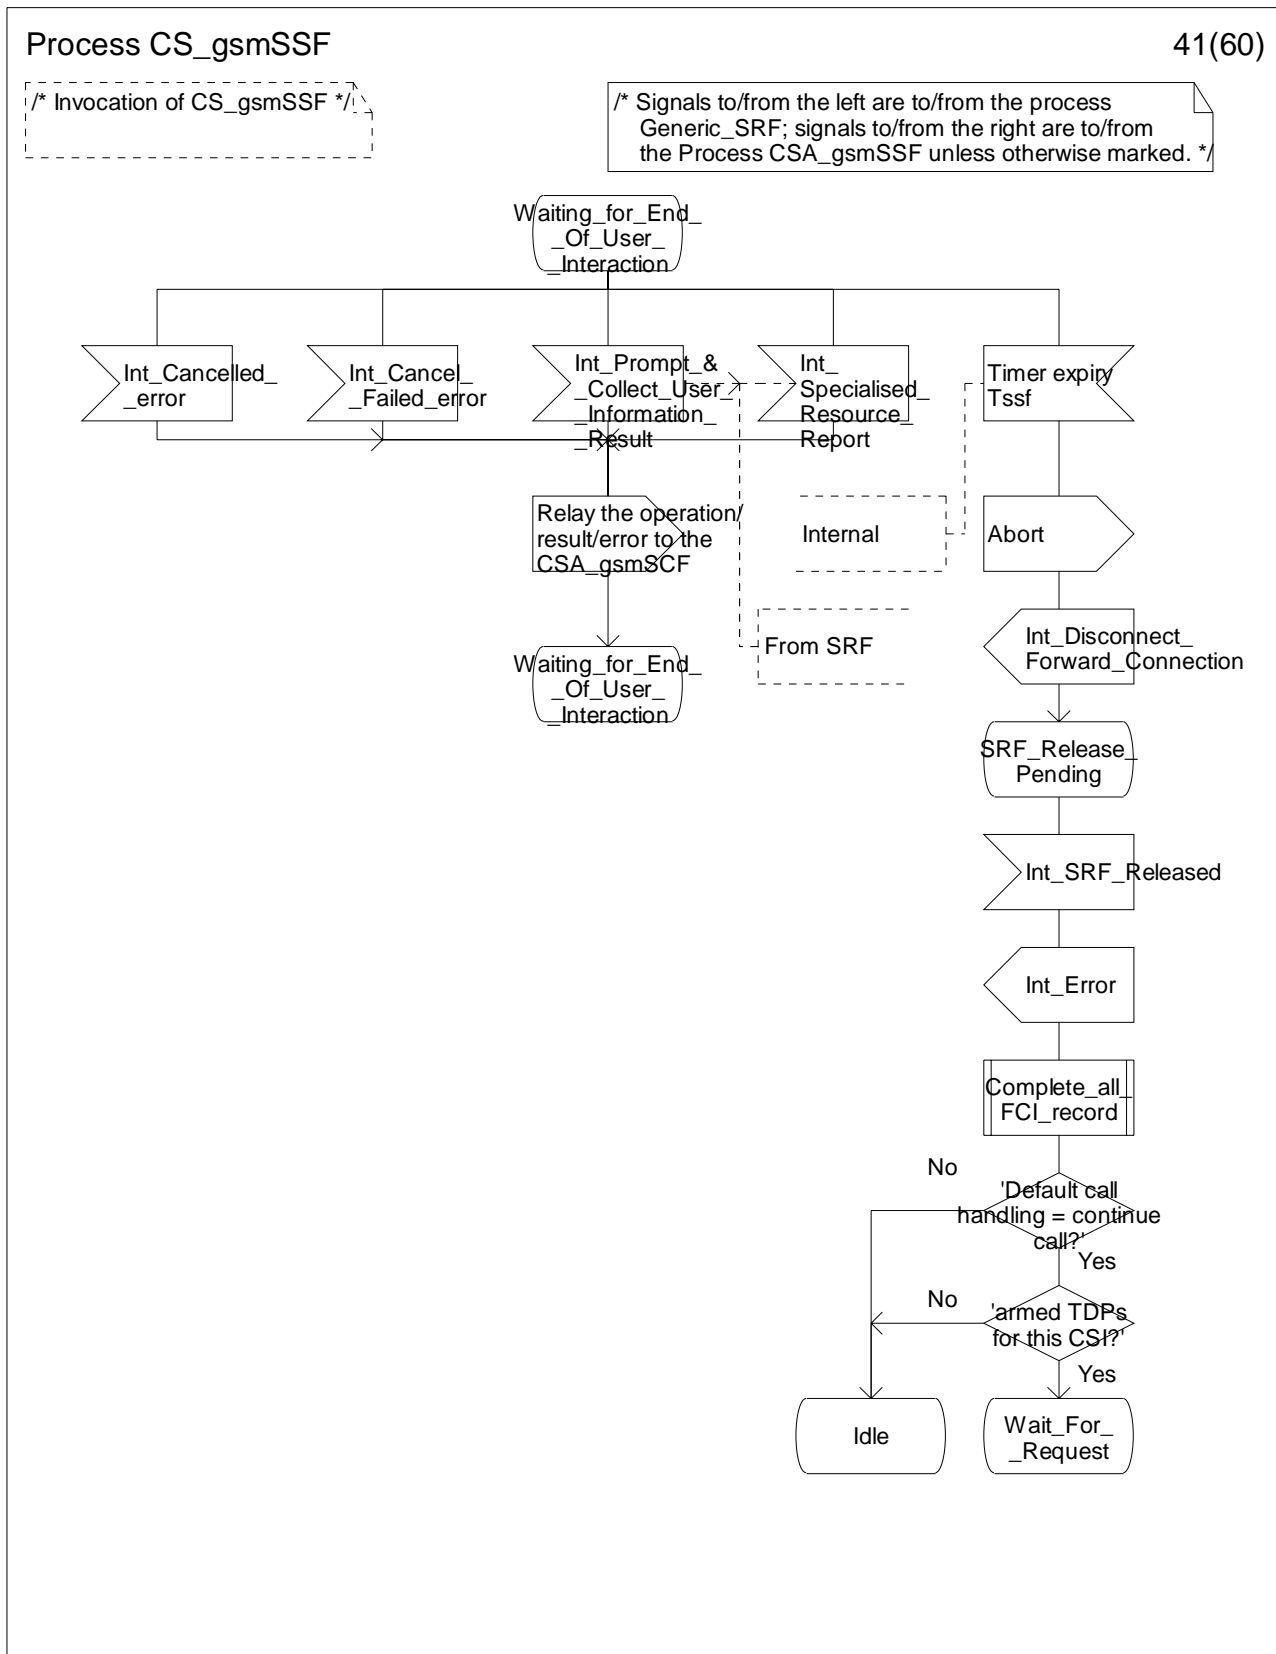 Process CS_gsmSSF
41(60)
/* Invocation of CS_gsmSSF */
/* Signals to/from the left are to/from the process
Generic_SRF; signals to/from the right are to/from
the Process CSA_gsmSSF unless otherwise marked. */
Waiting_for_End_
_Of_User_
_Interaction
Int_Cancelled_
_error
Int_Cancel_
_Failed_error
Int_Prompt_&
_Collect_User_
_Information_
_Result
Int_
Specialised_
Resource_
Report
Timer expiry
Tssf
Relay the operation/
result/error to the
CSA_gsmSCF
Internal
Abort
From SRF
Int_Disconnect_
Forward_Connection
Waiting_for_End_
_Of_User_
_Interaction
SRF_Release_
Pending
Int_SRF_Released
Int_Error
Complete_all_
FCI_record
No
'Default call
handling = continue
call?'
Yes
No
'armed TDPs
for this CSI?'
Yes
Idle
Wait_For_
_Request